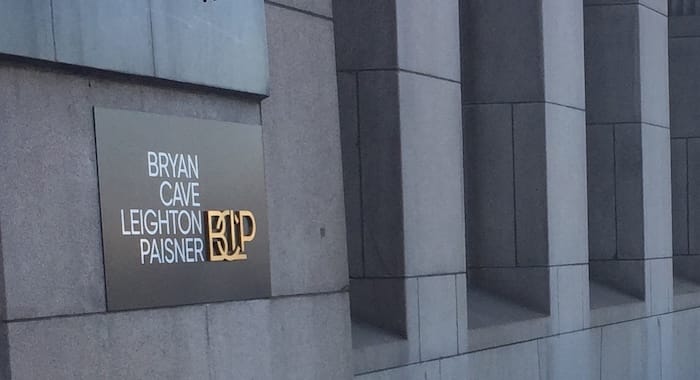 BRYAN
CAVE
LEIGHTON
PAISNER
BCLP